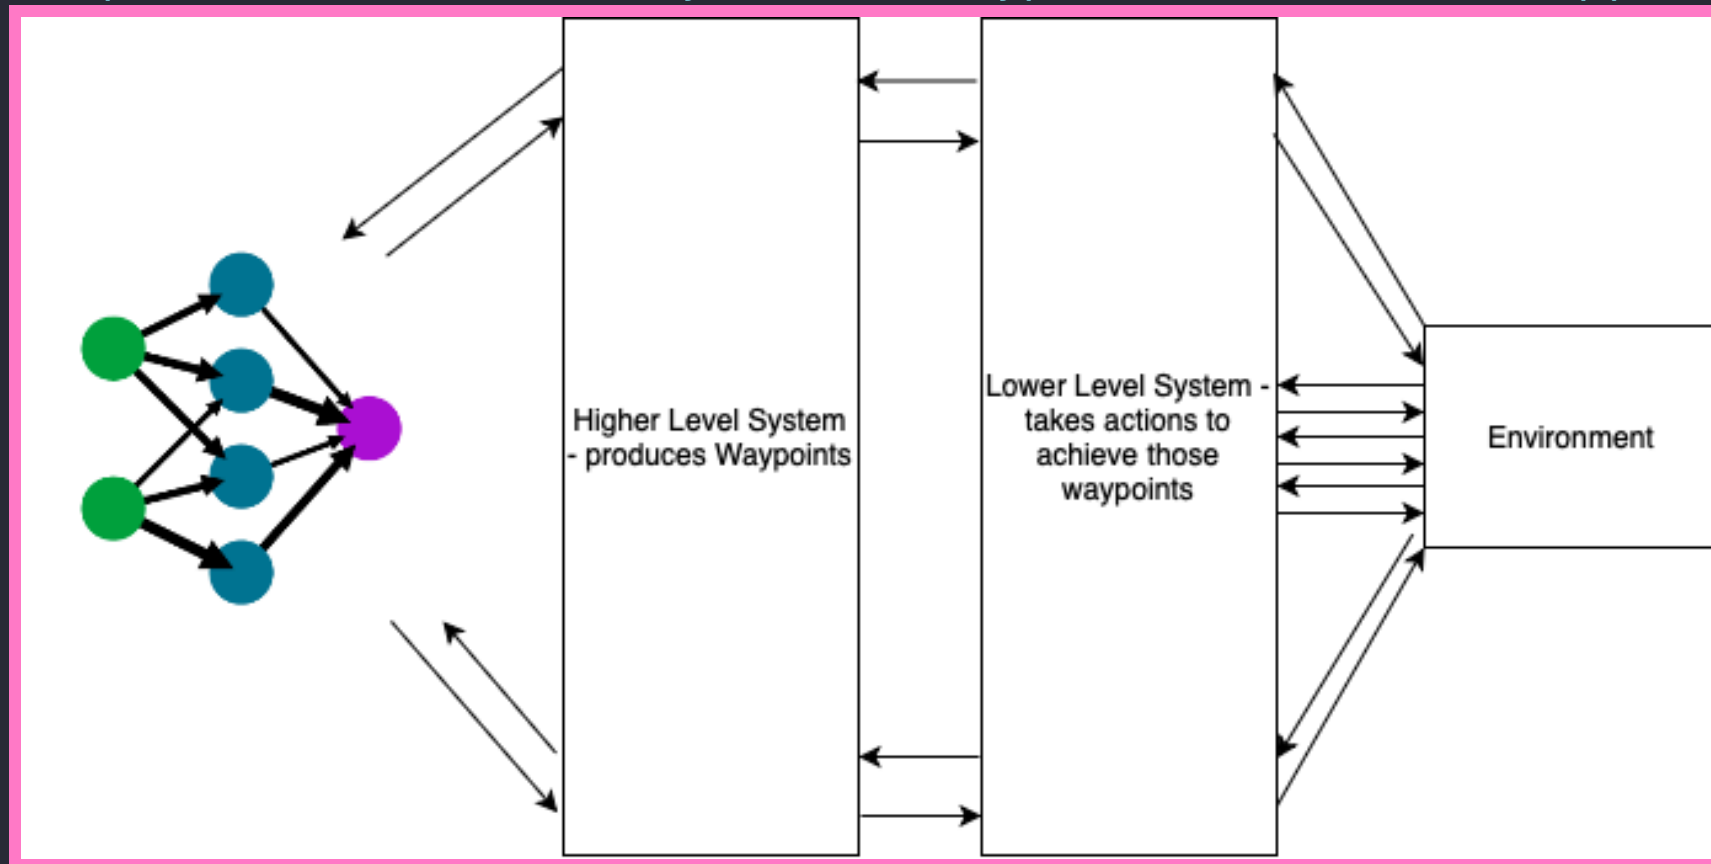 Higher Level System
- produces Waypoints
Lower Level System -
takes actions to
achieve those
waypoints
Environment